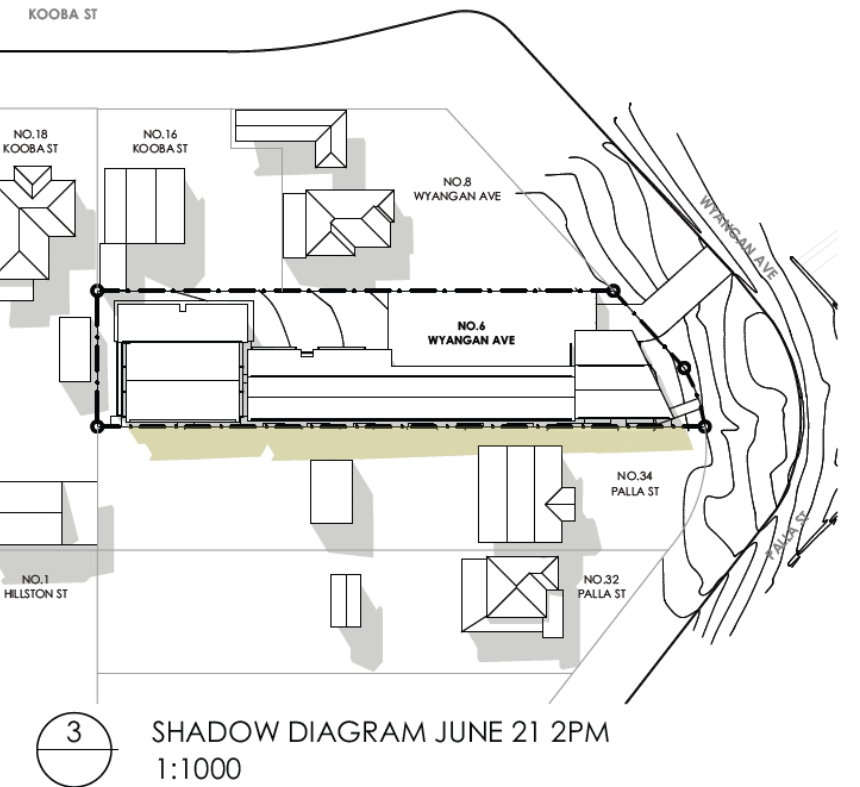 KOOBA ST
NO.18
KOOBA ST
NO.16
KOOBA ST
NO.8
WYANGAN AVE
WYANGAN AVE
NO.6
WYANGAN AVE
NO.34
PALLA ST
PALLA ST
NO.1
HILLSTON ST
NO.32
PALLA ST
3
SHADOW DIAGRAM JUNE 21 2PM
1:1000